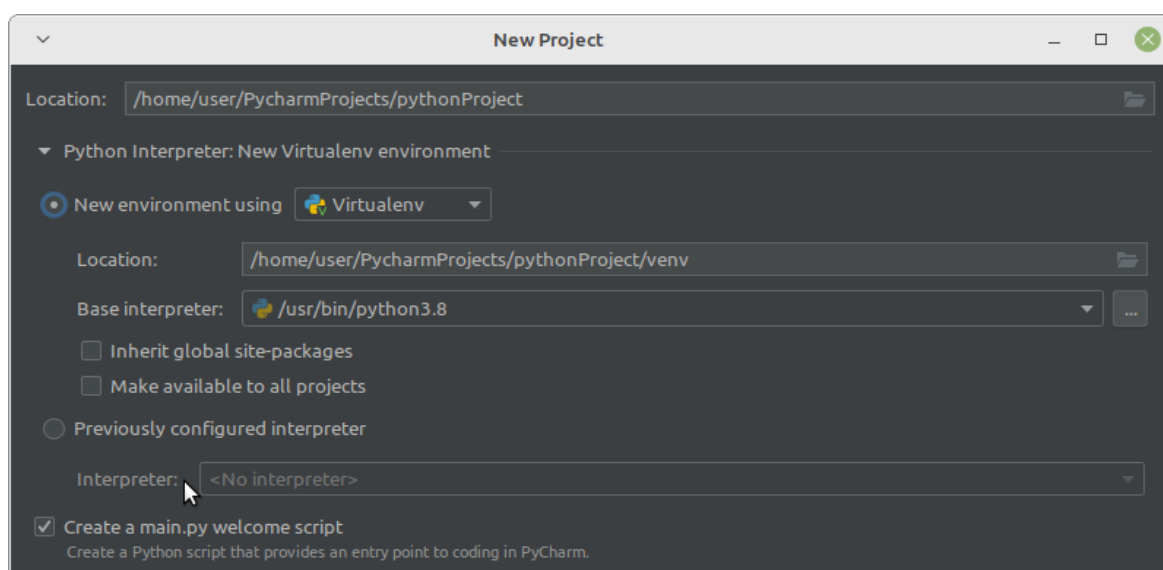 New Project
Location: /home/user/PycharmProjects/pythonProject
Python Interpreter: New Virtualenv environment
New environment using Virtualenv
Location: /home/user/PycharmProjects/pythonProject/venv
Base interpreter: /usr/bin/python3.8 ...
Inherit global site-packages
Make available to all projects
Previously configured interpreter
Interpreter: <No interpreter>
Create a main.py welcome script
Create a Python script that provides an entry point to coding in PyCharm.